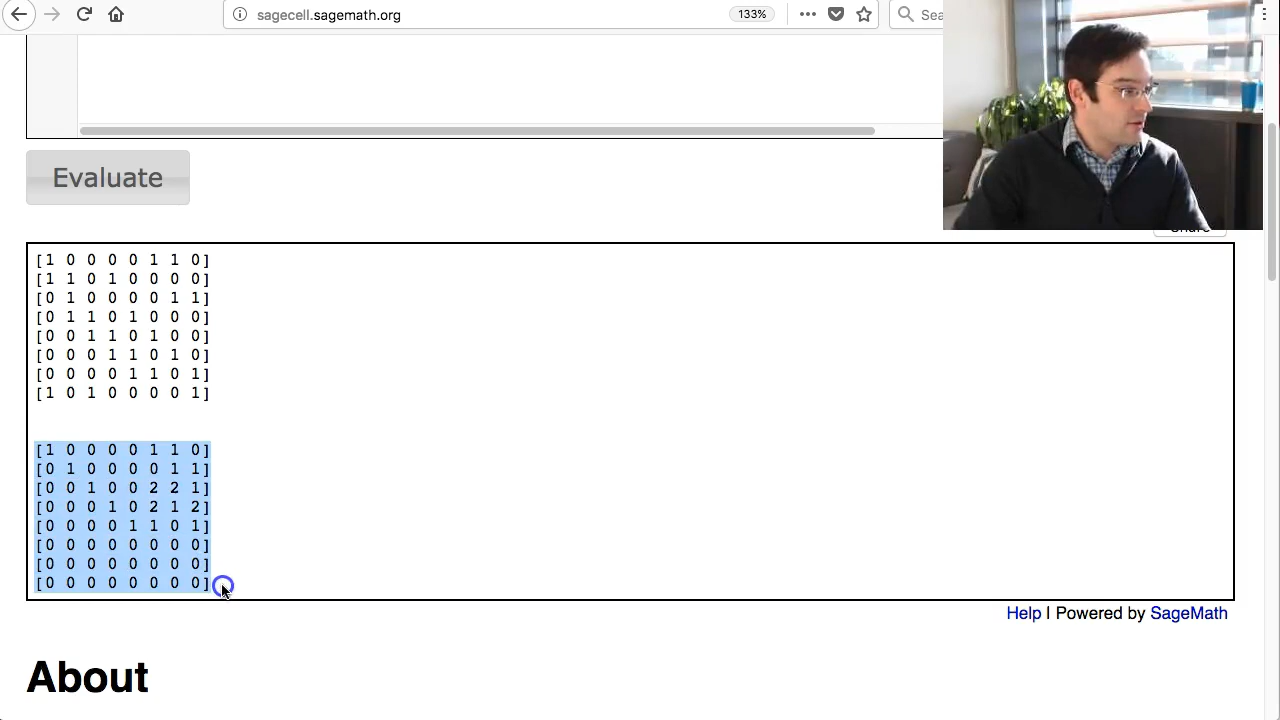 sagecell.sagemath.org
133%
Sea
Evaluate
Share
[1 0 0 0 0 1 1 0]
[1 1 0 1 0 0 0 0]
[0 1 0 0 0 0 1 1]
[0 1 1 0 1 0 0 0]
[0 0 1 1 0 1 0 0]
[0 0 0 1 1 0 1 0]
[0 0 0 0 1 1 0 1]
[1 0 1 0 0 0 0 1]
[1 0 0 0 0 1 1 0]
[0 1 0 0 0 0 1 1]
[0 0 1 0 0 2 2 1]
[0 0 0 1 0 2 1 2]
[0 0 0 0 1 1 0 1]
[0 0 0 0 0 0 0 0]
[0 0 0 0 0 0 0 0]
[0 0 0 0 0 0 0 0]
Help | Powered by SageMath
About